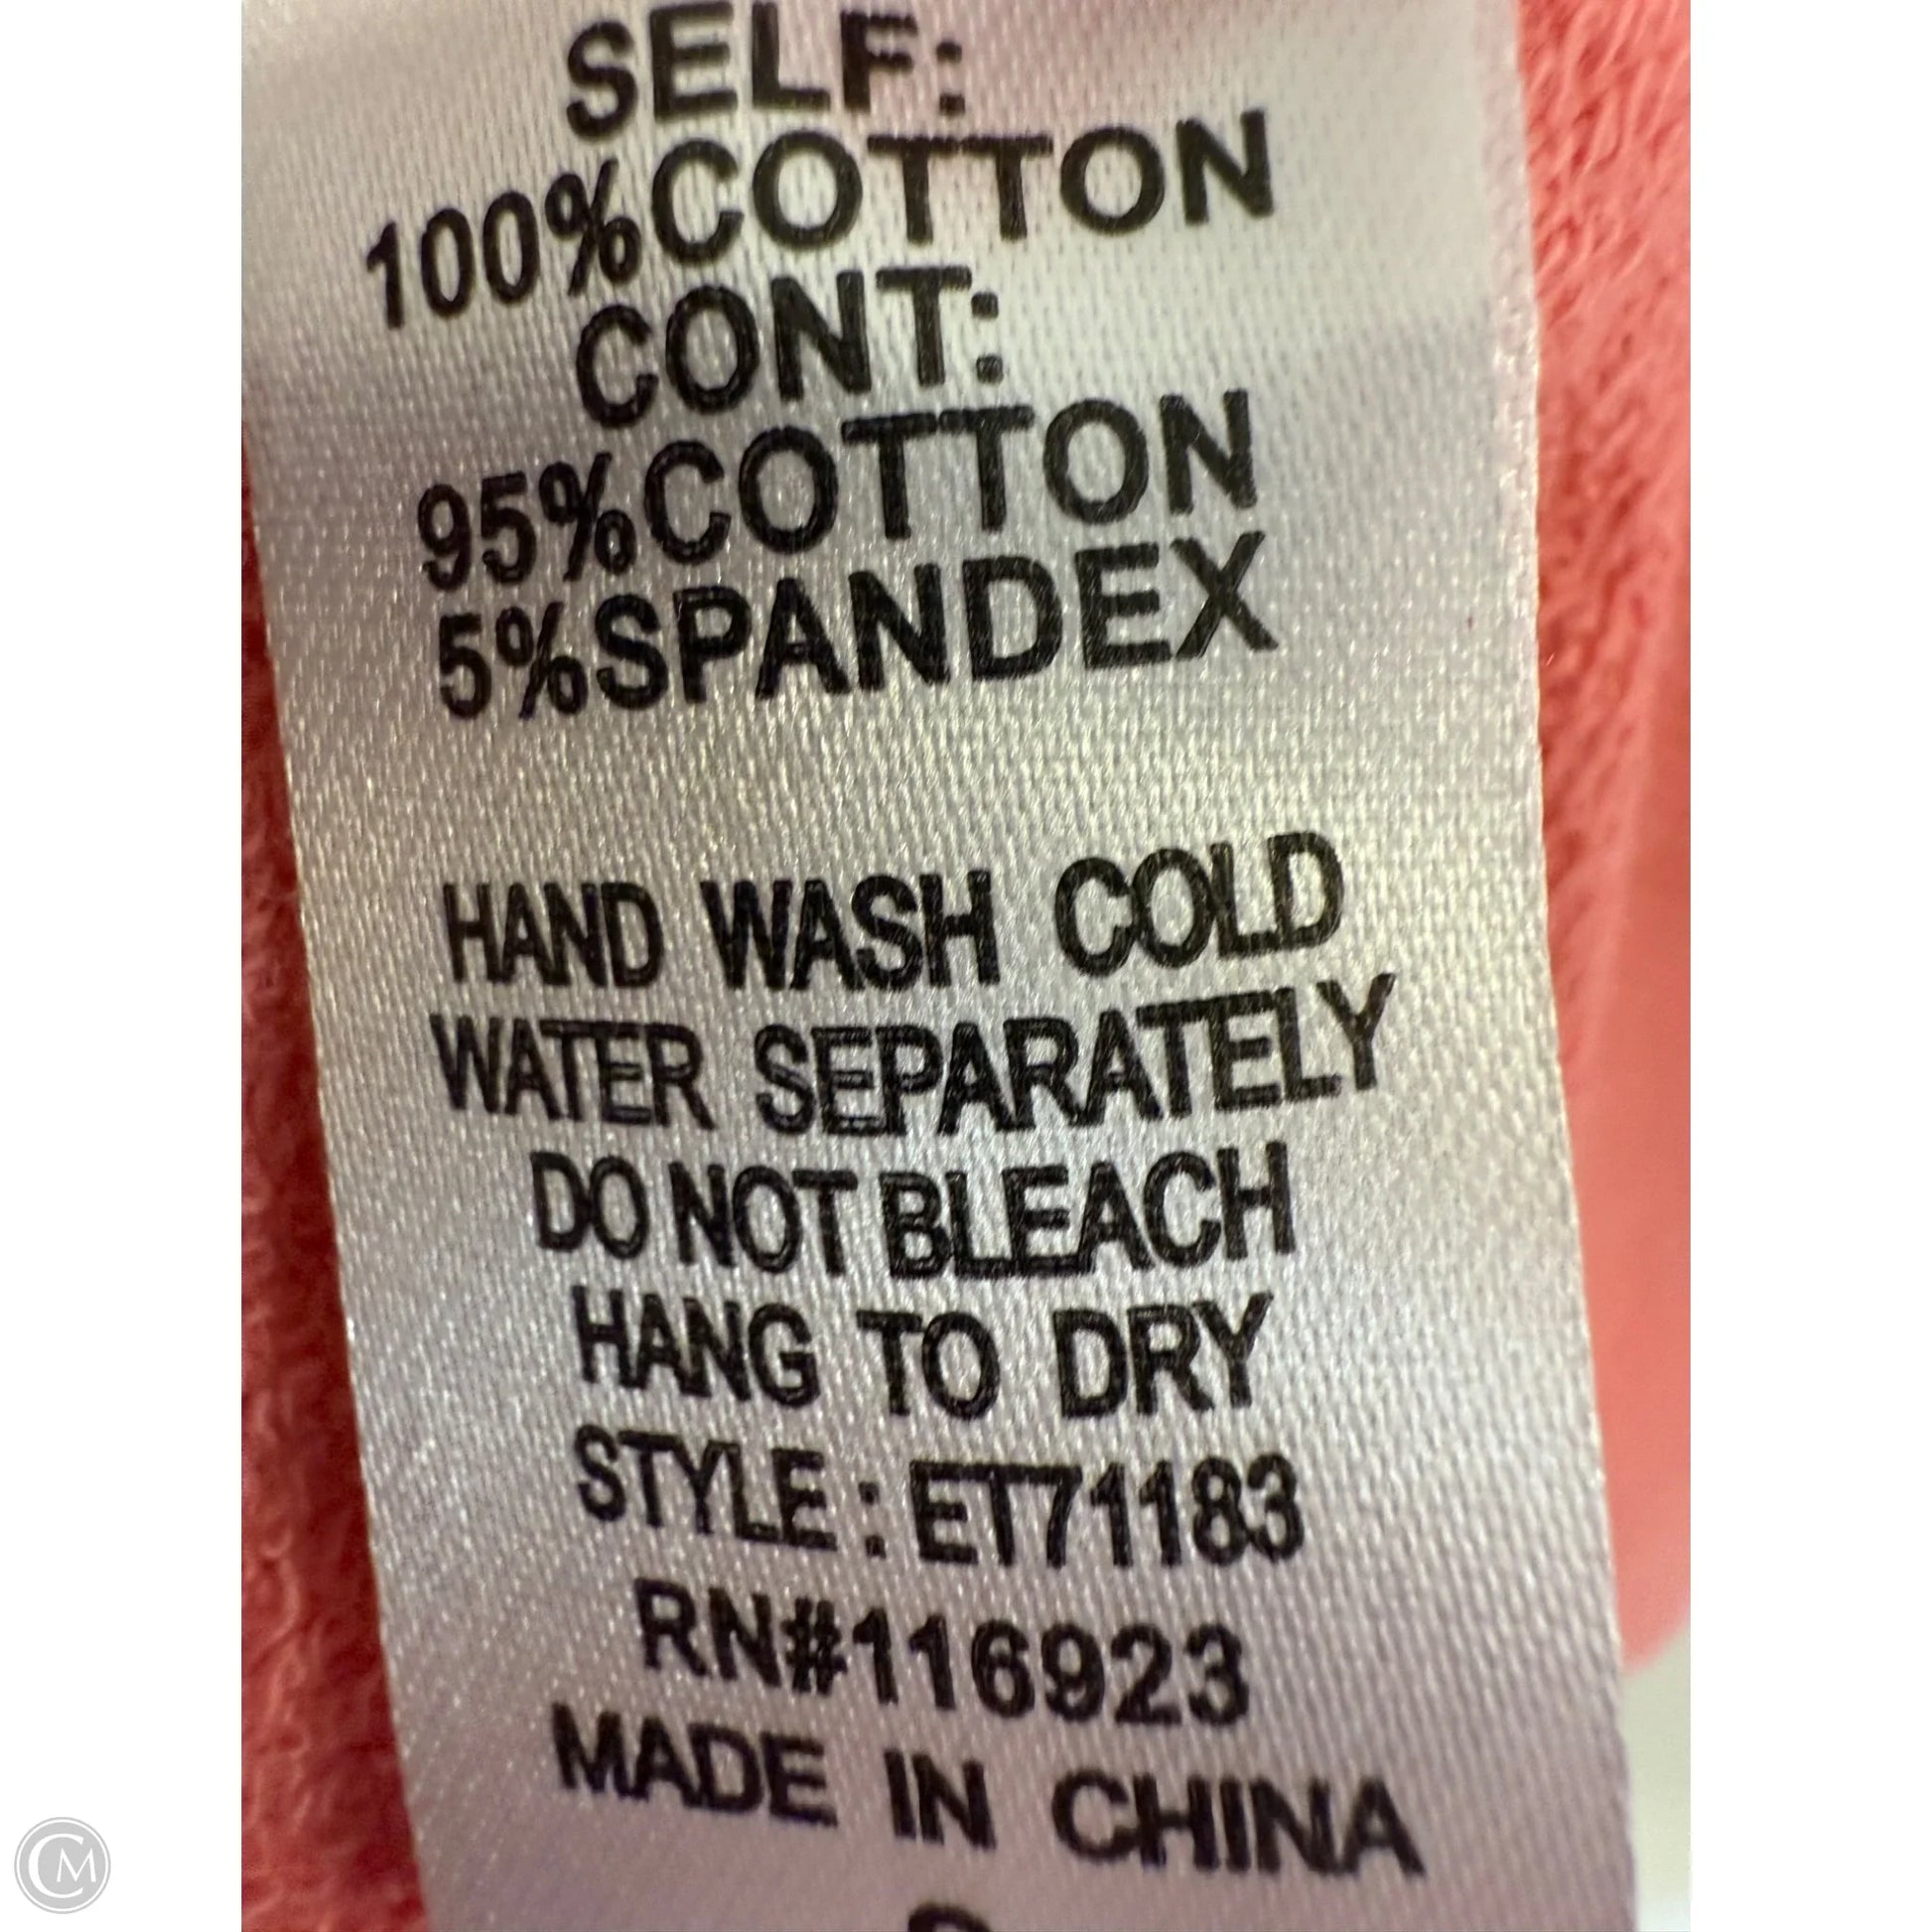 SELF:
100%COTTON
CONT:
95%COTTON
5%SPANDEX
HAND WASH COLD
WATER SEPARATELY
DO NOT BLEACH
HANG TO DRY
STYLE : ET71183
RN#116923
MADE IN CHINA
CM